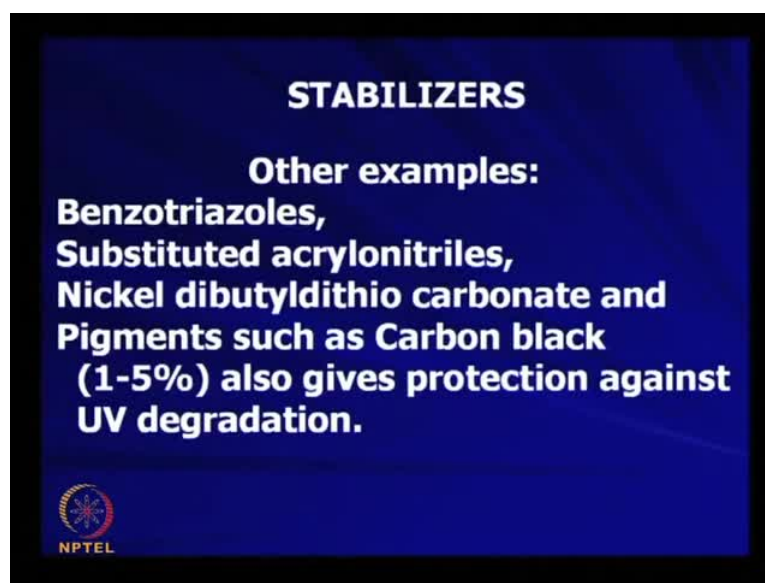 STABILIZERS
Other examples:
Benzotriazoles,
Substituted acrylonitriles,
Nickel dibutyldithio carbonate and
Pigments such as Carbon black
(1-5%) also gives protection against
UV degradation.
NPTEL